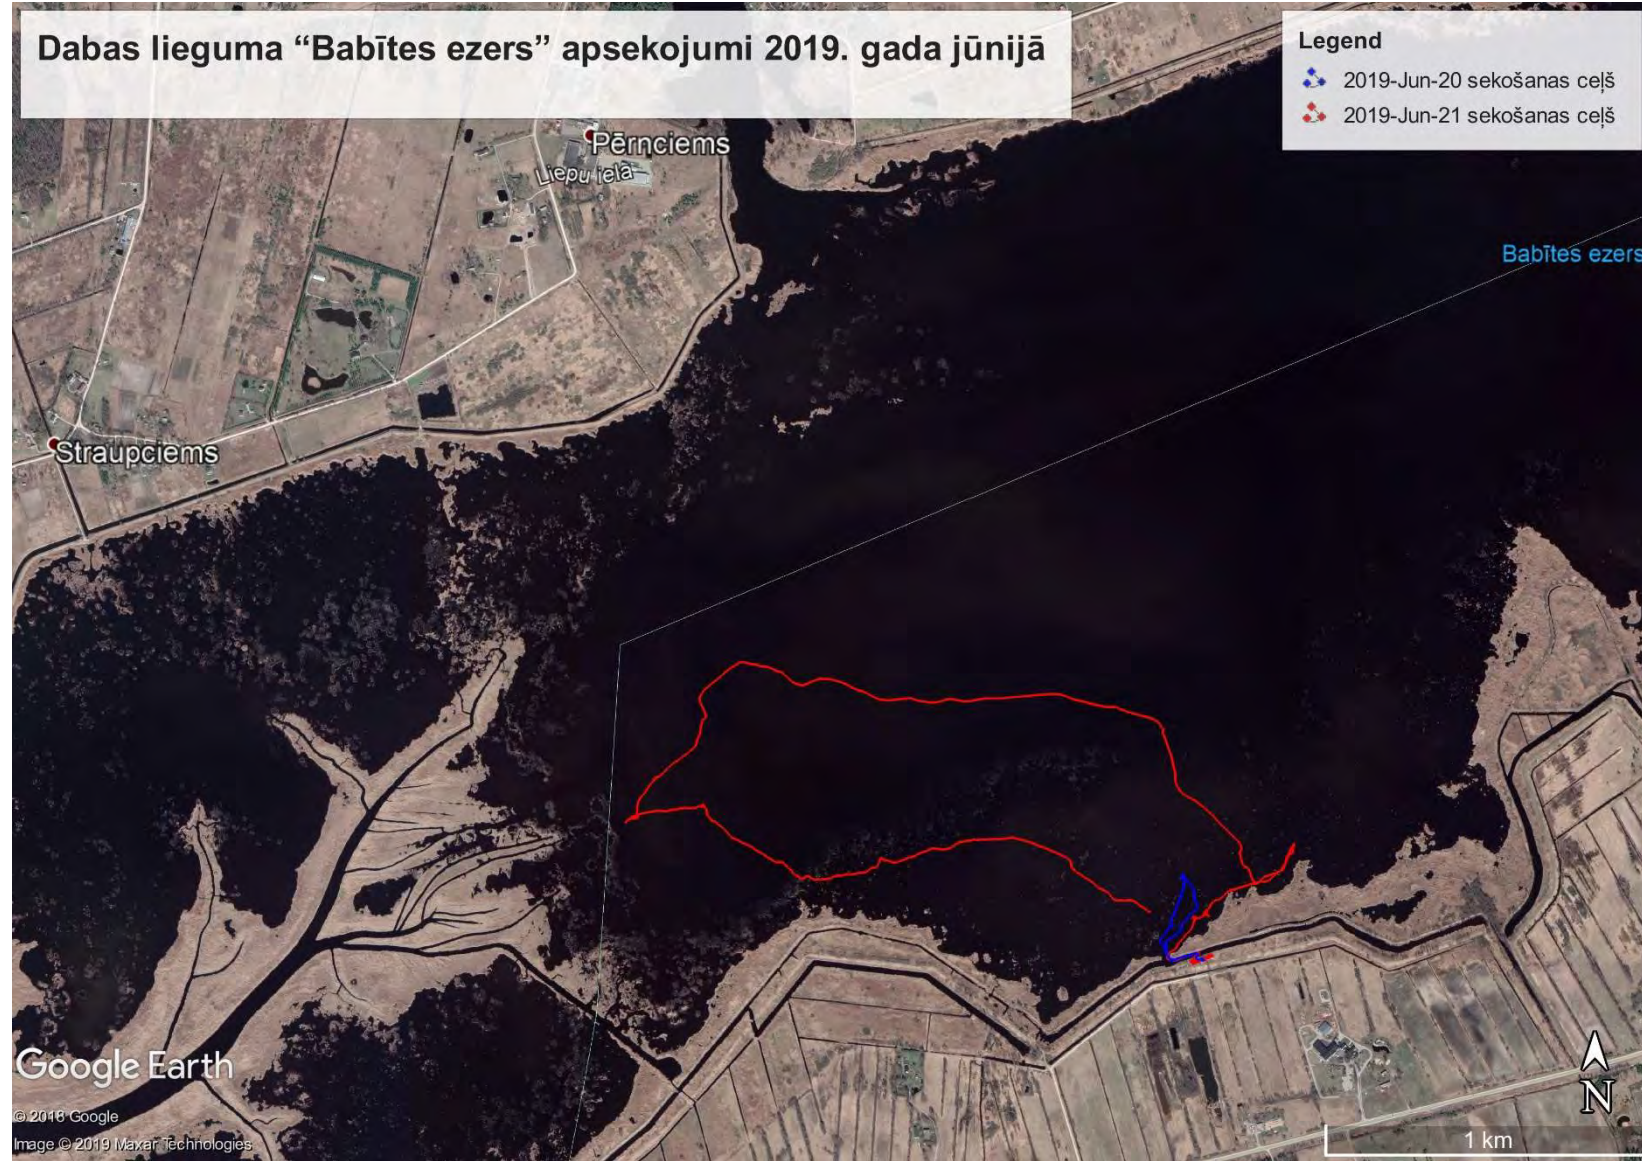 Dabas lieguma “Babītes ezers” apsekojumi 2019. gada jūnijā
Legend
2019-Jun-20 sekošanas ceļš
2019-Jun-21 sekošanas ceļš
Pērnciems
Liepu iela
Babītes ezers
Straupciems
Google Earth
© 2018 Google
Image © 2019 Maxar Technologies
N
1 km